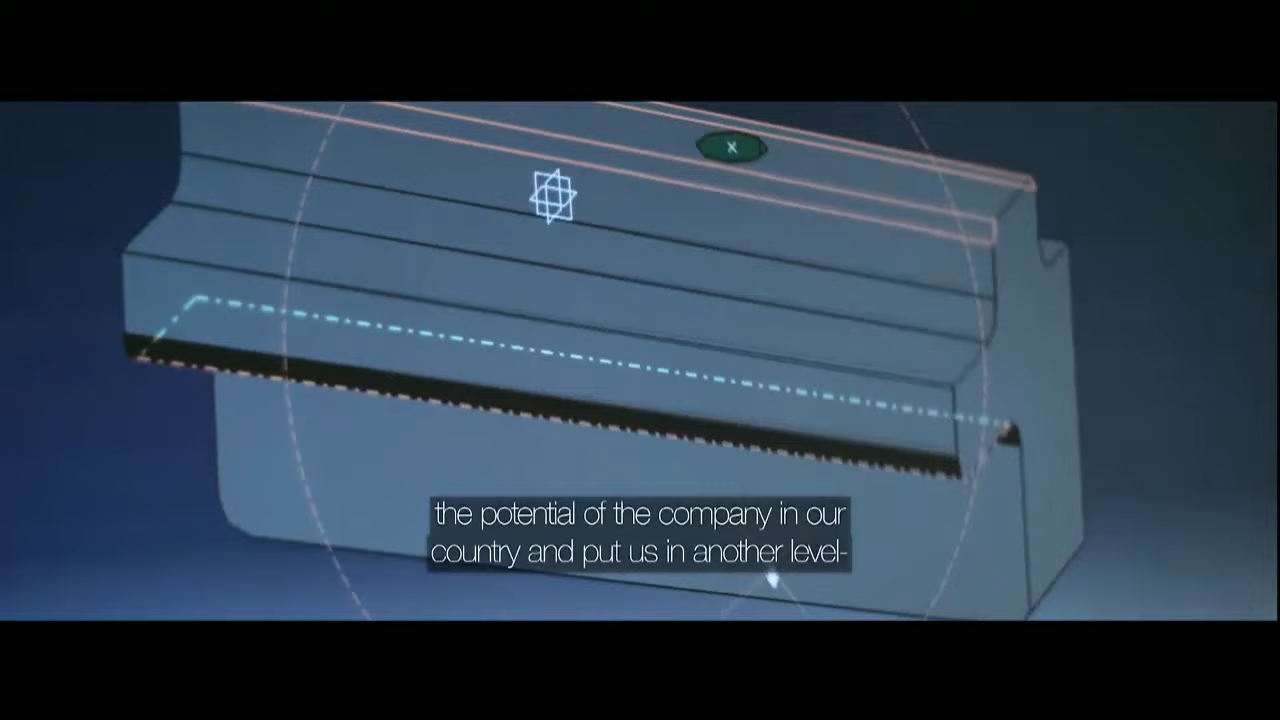 x
the potential of the company in our
country and put us in another level-